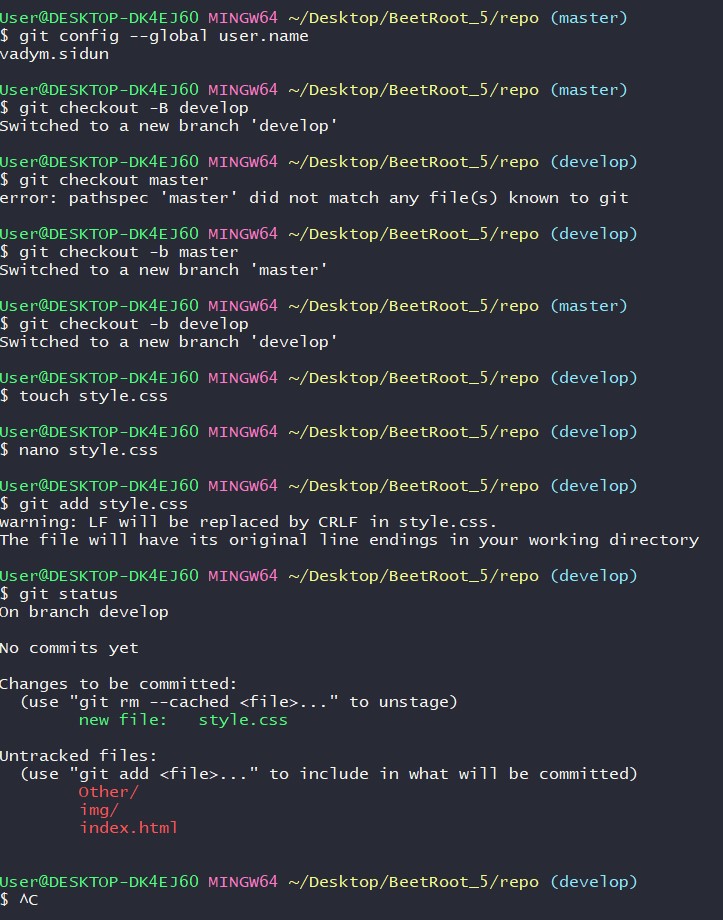 User@DESKTOP-DK4EJ60 MINGW64 ~/Desktop/BeetRoot_5/repo (master)
$ git config --global user.name
vadym.sidun

User@DESKTOP-DK4EJ60 MINGW64 ~/Desktop/BeetRoot_5/repo (master)
$ git checkout -B develop
Switched to a new branch 'develop'

User@DESKTOP-DK4EJ60 MINGW64 ~/Desktop/BeetRoot_5/repo (develop)
$ git checkout master
error: pathspec 'master' did not match any file(s) known to git

User@DESKTOP-DK4EJ60 MINGW64 ~/Desktop/BeetRoot_5/repo (develop)
$ git checkout -b master
Switched to a new branch 'master'

User@DESKTOP-DK4EJ60 MINGW64 ~/Desktop/BeetRoot_5/repo (master)
$ git checkout -b develop
Switched to a new branch 'develop'

User@DESKTOP-DK4EJ60 MINGW64 ~/Desktop/BeetRoot_5/repo (develop)
$ touch style.css

User@DESKTOP-DK4EJ60 MINGW64 ~/Desktop/BeetRoot_5/repo (develop)
$ nano style.css

User@DESKTOP-DK4EJ60 MINGW64 ~/Desktop/BeetRoot_5/repo (develop)
$ git add style.css
warning: LF will be replaced by CRLF in style.css.
The file will have its original line endings in your working directory

User@DESKTOP-DK4EJ60 MINGW64 ~/Desktop/BeetRoot_5/repo (develop)
$ git status
On branch develop

No commits yet

Changes to be committed:
  (use "git rm --cached <file>..." to unstage)
        new file:   style.css

Untracked files:
  (use "git add <file>..." to include in what will be committed)
        Other/
        img/
        index.html

User@DESKTOP-DK4EJ60 MINGW64 ~/Desktop/BeetRoot_5/repo (develop)
$ ^C